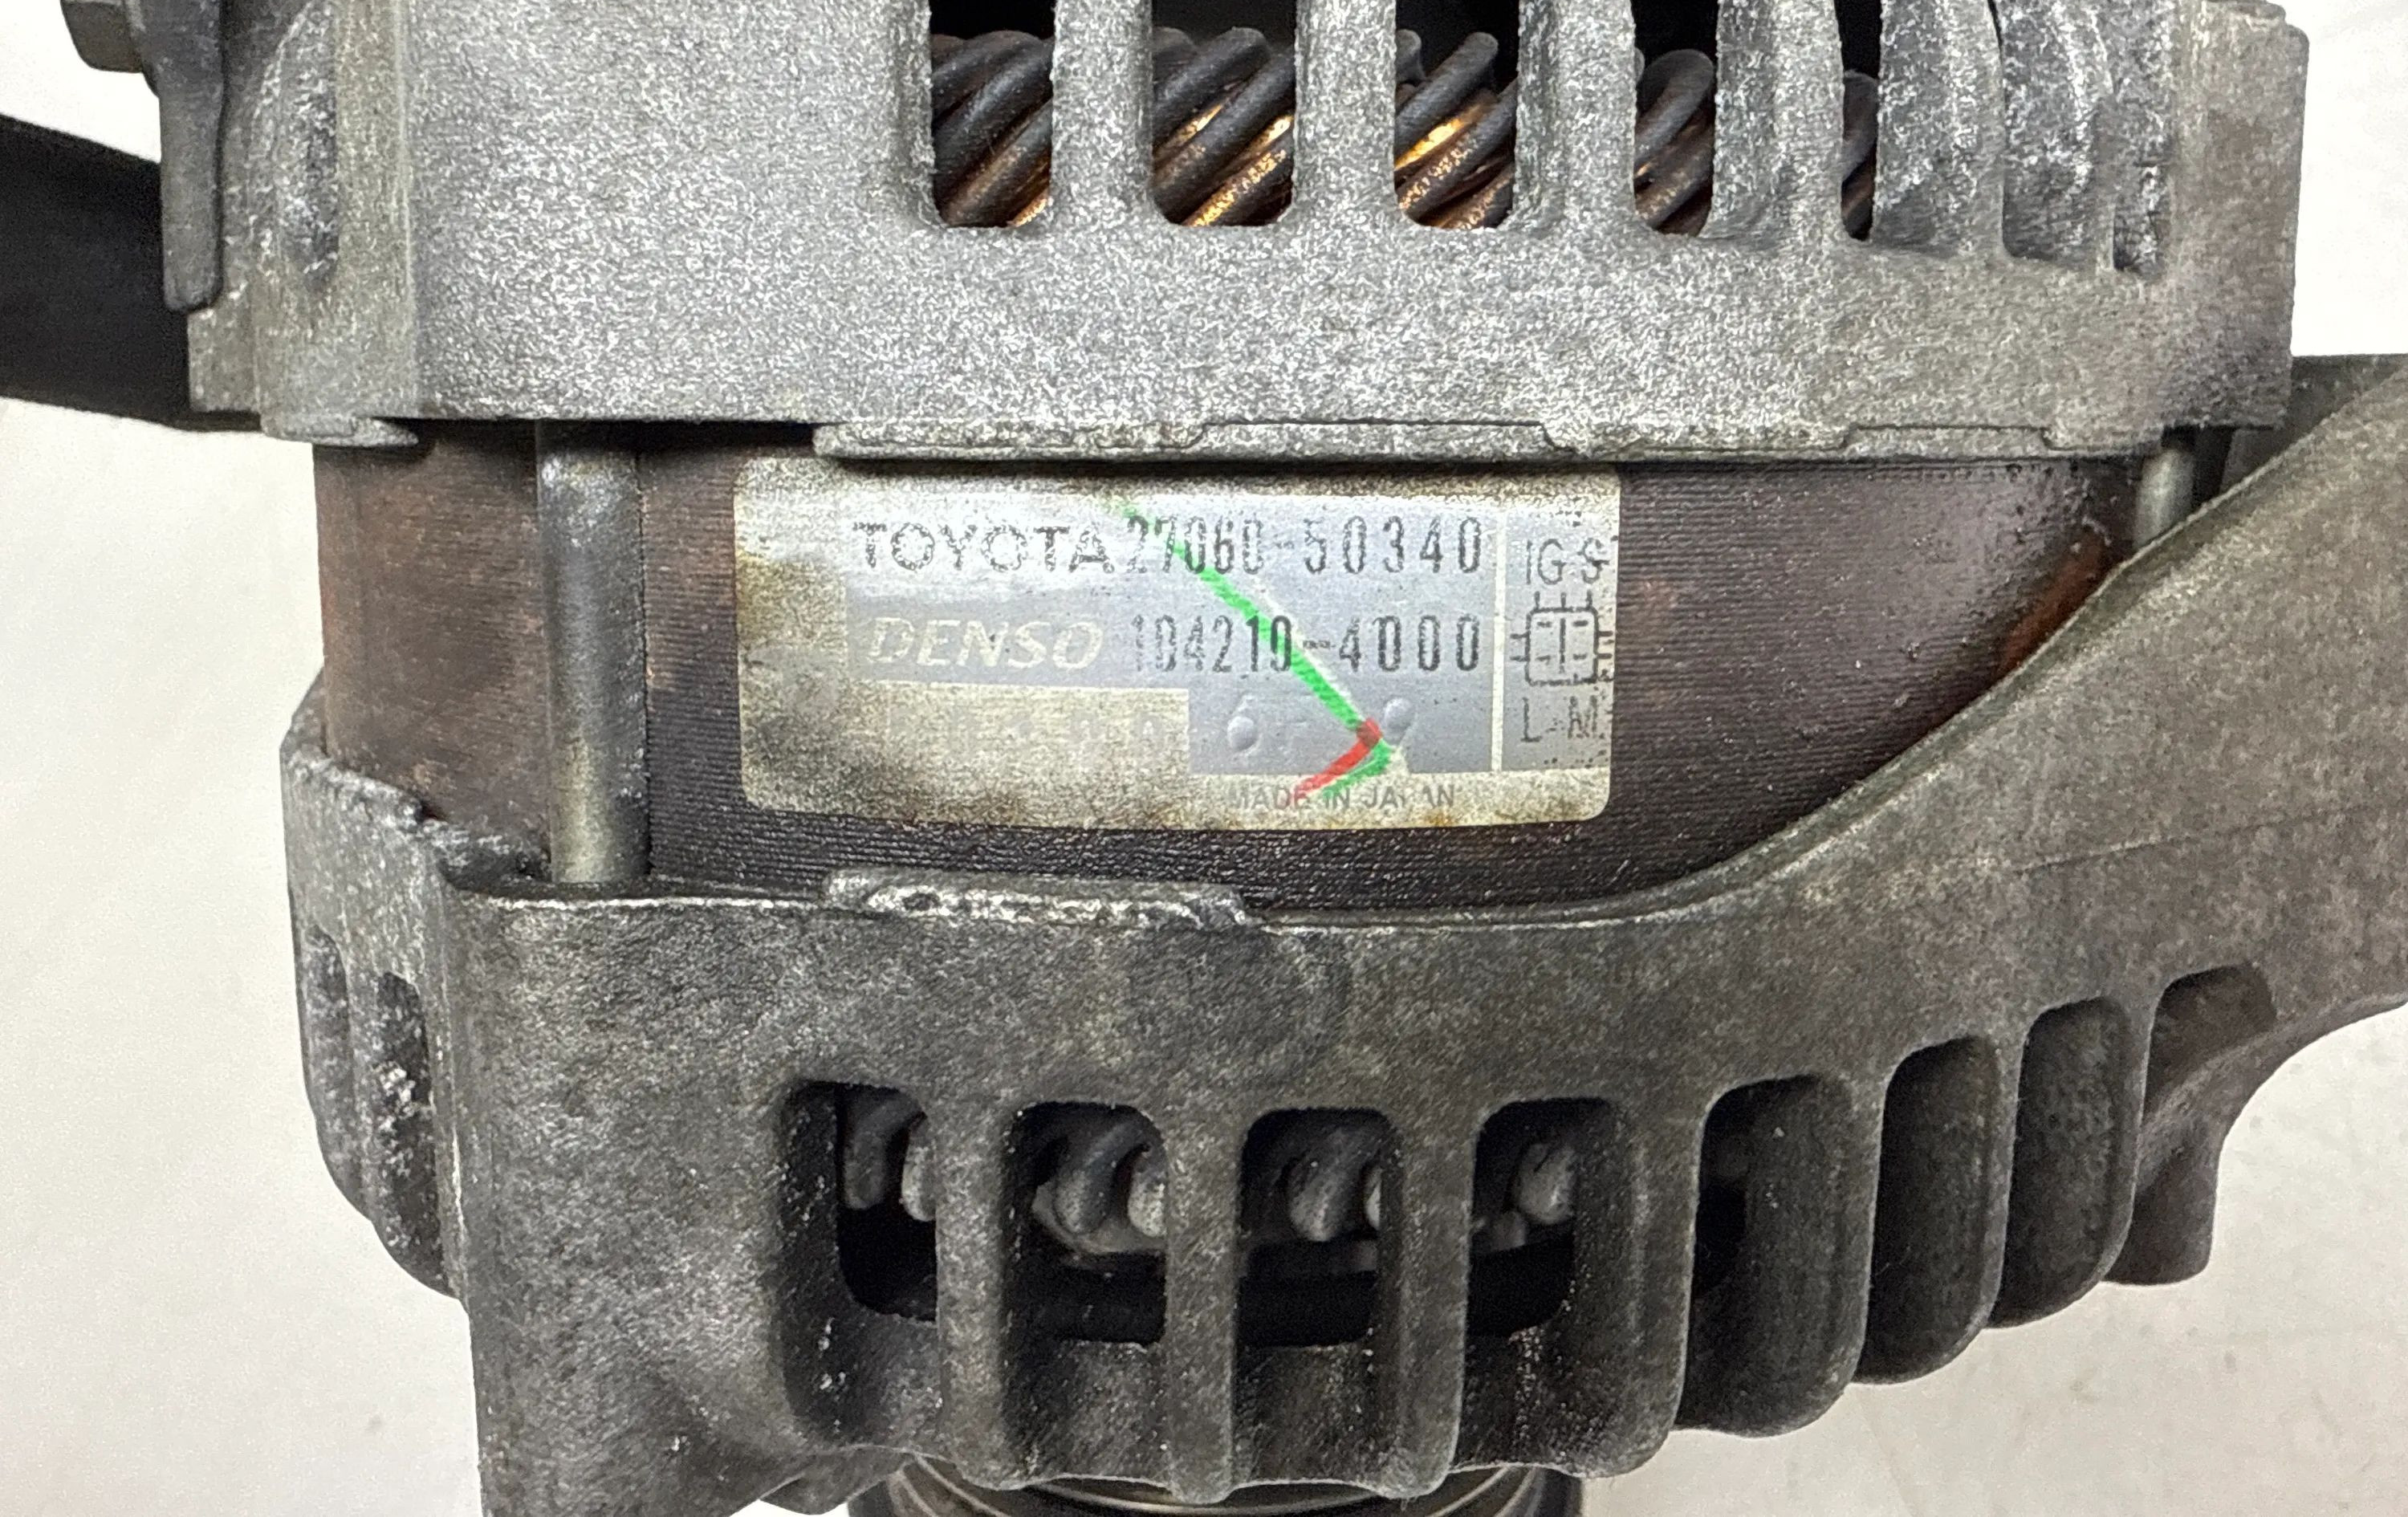 TOYOTA 27060-50340
DENSO 104210-4000
IG S
L M
MADE IN JAPAN